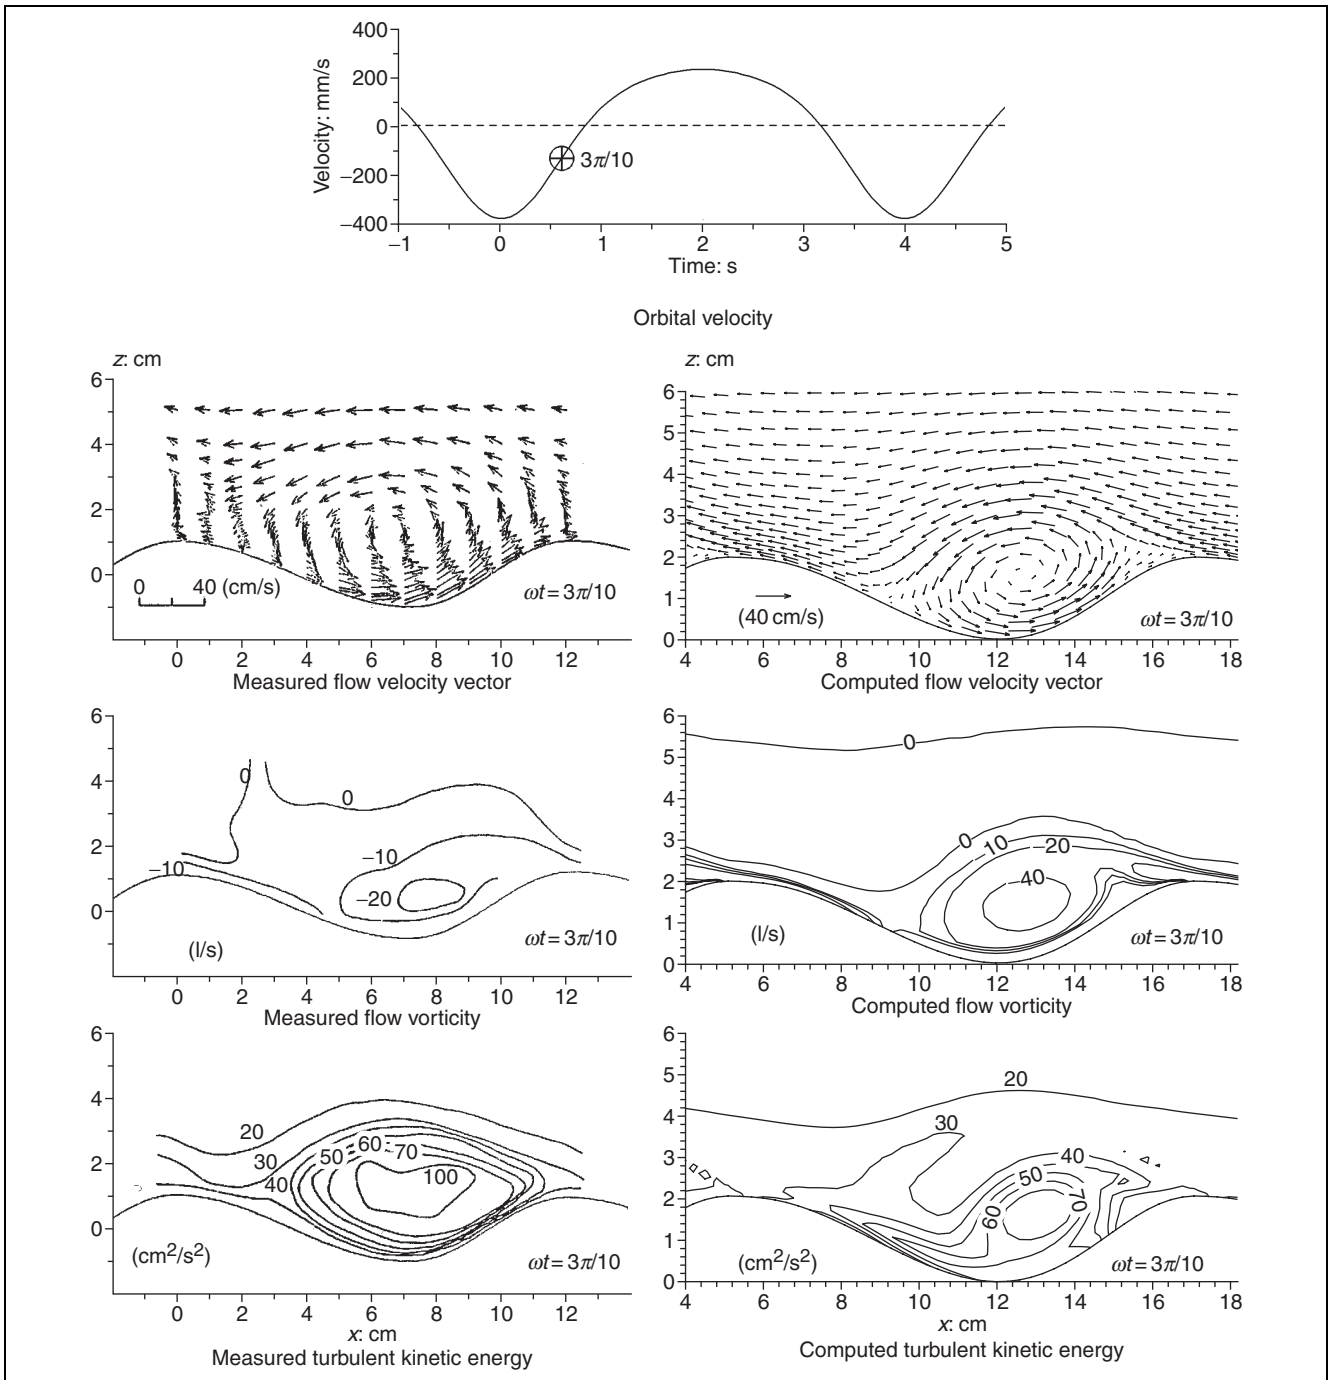 400
200
0
−200
−400
Velocity: mm/s
3π/10
−1 0 1 2 3 4 5
Time: s
Orbital velocity
z: cm
6
4
2
0
0 40 (cm/s)
ωt = 3π/10
0 2 4 6 8 10 12
Measured flow velocity vector
z: cm
6
5
4
3
2
1
0
(40 cm/s)
ωt = 3π/10
4 6 8 10 12 14 16 18
Computed flow velocity vector
6
4
2
0
0
0
−10
−10
−20
(l/s)
ωt = 3π/10
0 2 4 6 8 10 12
Measured flow vorticity
6
5
4
3
2
1
0
0
0
−10
−20
40
(l/s)
ωt = 3π/10
4 6 8 10 12 14 16 18
Computed flow vorticity
6
4
2
0
20
30
40
50
60
70
100
(cm²/s²)
ωt = 3π/10
0 2 4 6 8 10 12
x: cm
Measured turbulent kinetic energy
6
5
4
3
2
1
0
20
30
40
50
60
70
(cm²/s²)
ωt = 3π/10
4 6 8 10 12 14 16 18
x: cm
Computed turbulent kinetic energy